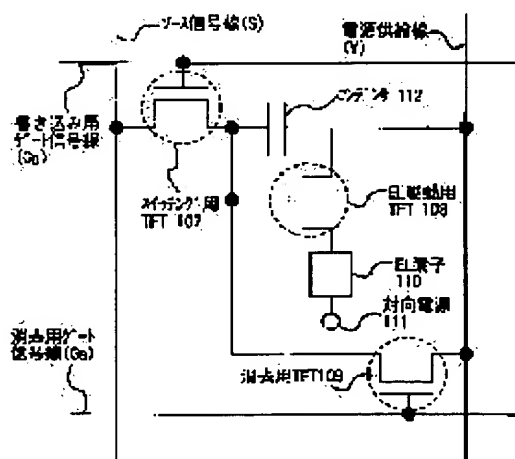 ソース信号線(S)
電源供給線
(V)
書き込み用
ゲート信号線
(Ga)
コンデンサ 112
スイッチング用
TFT 107
EL駆動用
TFT 108
EL素子
110
対向電源
111
消去用ゲート
信号線(Ge)
消去用TFT109